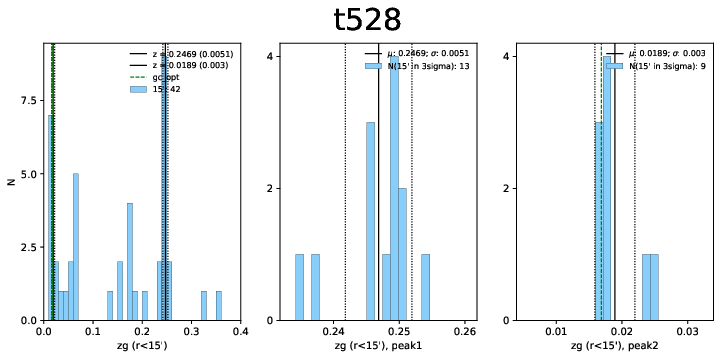 t528
z = 0.2469 (0.0051)
z = 0.0189 (0.003)
gc opt
15': 42
N
7.5
5.0
2.5
0.0
0.0 0.1 0.2 0.3 0.4
zg (r<15')
μ: 0.2469; σ: 0.0051
N(15' in 3sigma): 13
4
2
0
0.24 0.25 0.26
zg (r<15'), peak1
μ: 0.0189; σ: 0.003
N(15' in 3sigma): 9
4
2
0
0.01 0.02 0.03
zg (r<15'), peak2